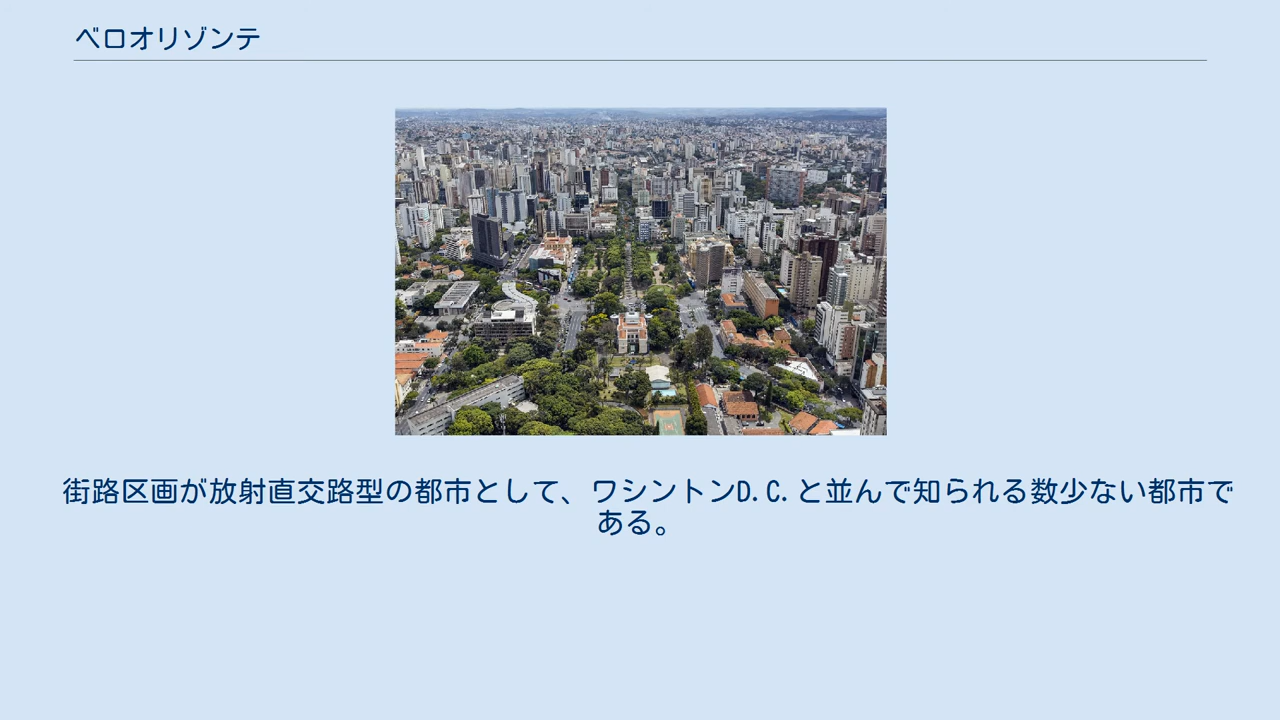 ベロオリゾンテ
街路区画が放射直交路型の都市として、ワシントンD.C.と並んで知られる数少ない都市で
ある。